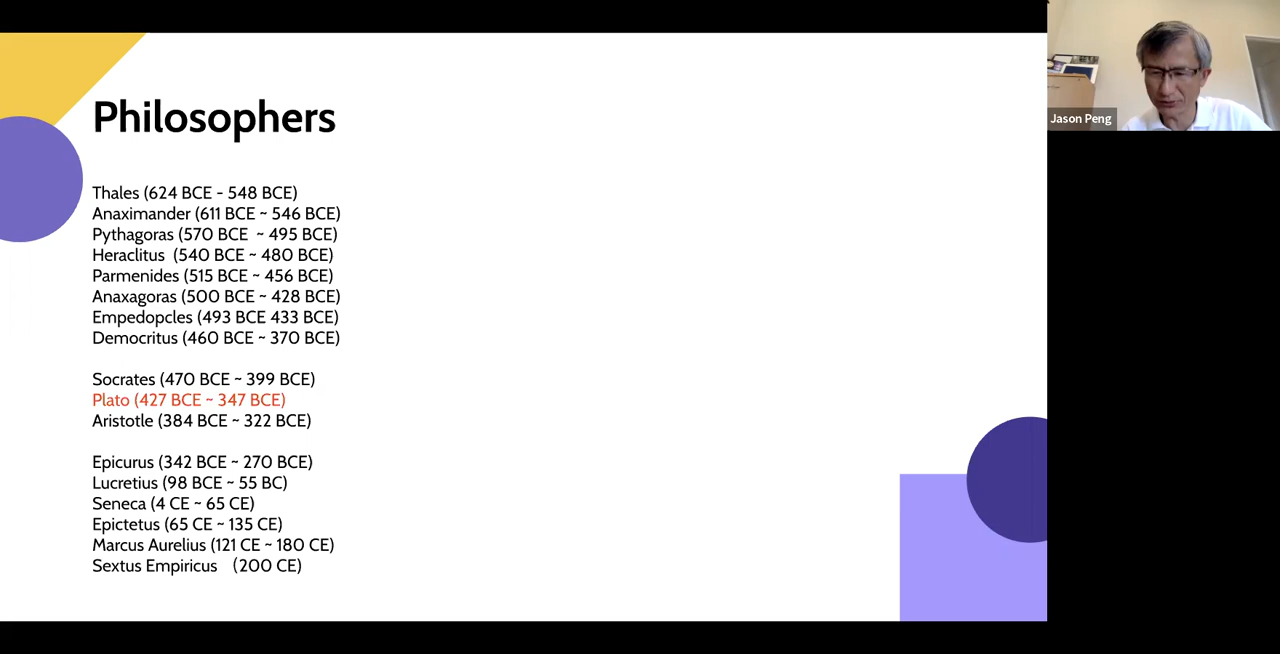 Philosophers
Thales (624 BCE - 548 BCE)
Anaximander (611 BCE ~ 546 BCE)
Pythagoras (570 BCE ~ 495 BCE)
Heraclitus (540 BCE ~ 480 BCE)
Parmenides (515 BCE ~ 456 BCE)
Anaxagoras (500 BCE ~ 428 BCE)
Empedopcles (493 BCE 433 BCE)
Democritus (460 BCE ~ 370 BCE)
Socrates (470 BCE ~ 399 BCE)
Plato (427 BCE ~ 347 BCE)
Aristotle (384 BCE ~ 322 BCE)
Epicurus (342 BCE ~ 270 BCE)
Lucretius (98 BCE ~ 55 BC)
Seneca (4 CE ~ 65 CE)
Epictetus (65 CE ~ 135 CE)
Marcus Aurelius (121 CE ~ 180 CE)
Sextus Empiricus （200 CE)
Jason Peng